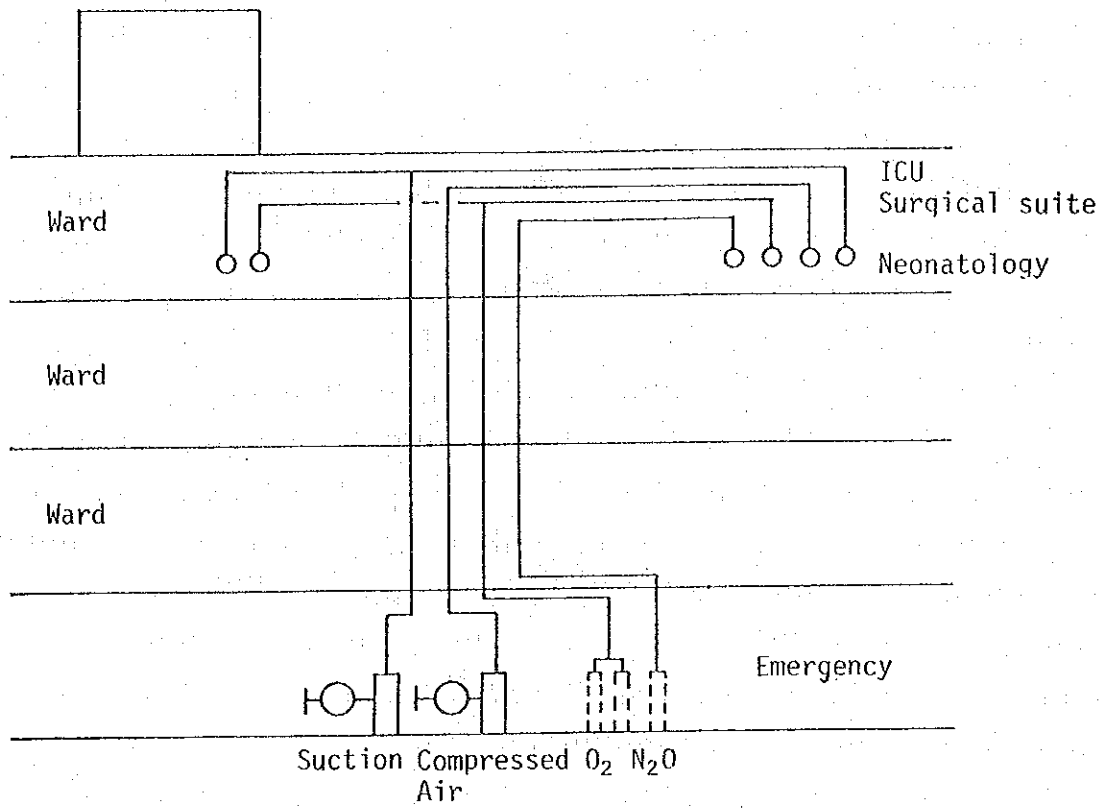 ICU
Surgical suite
Ward
Neonatology
Ward
Ward
Emergency
Suction Compressed O₂ N₂O
Air